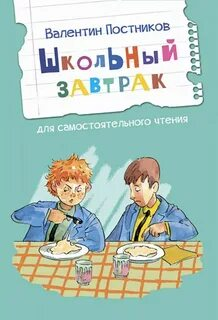 Валентин Постников
ШКОЛЬНЫЙ
ЗАВТРАК
для самостоятельного чтения